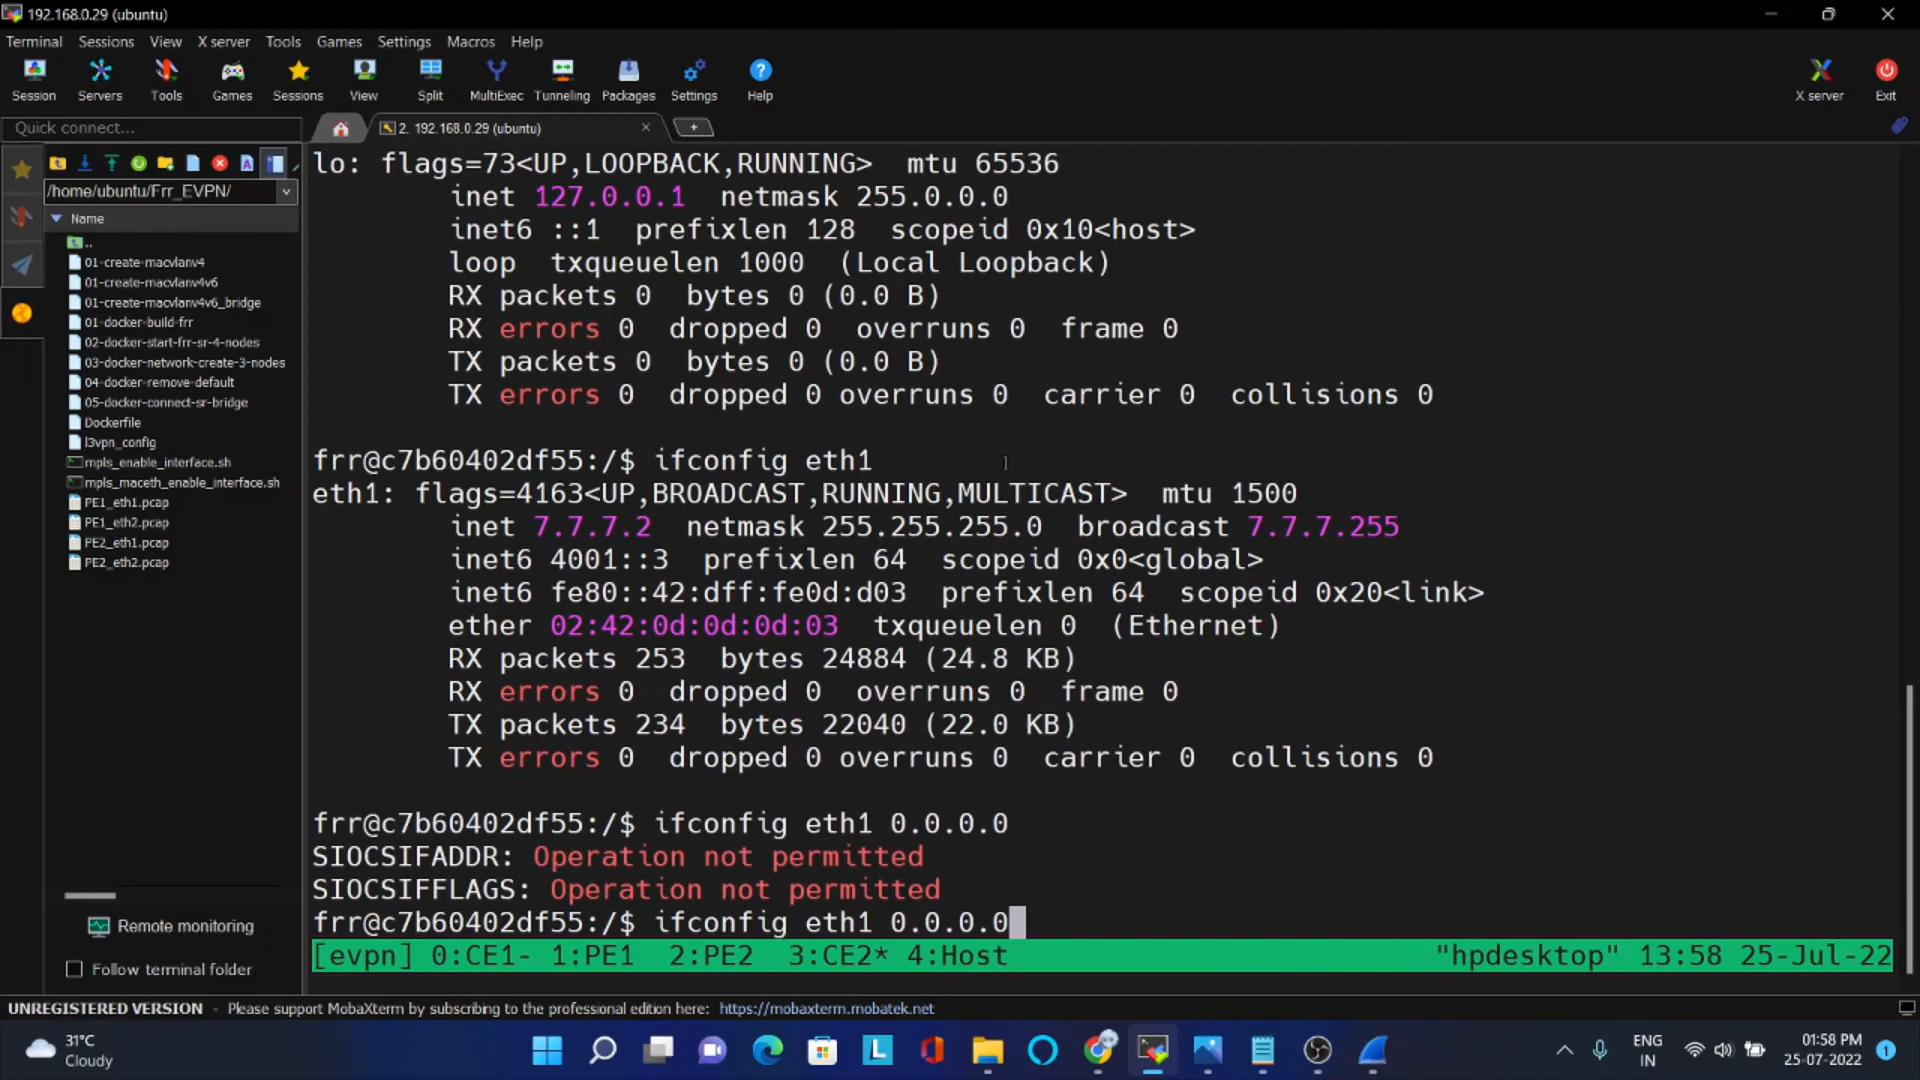 192.168.0.29 (ubuntu)
Terminal Sessions View X server Tools Games Settings Macros Help
Session Servers Tools Games Sessions View Split MultiExec Tunneling Packages Settings Help X server Exit
Quick connect...
2. 192.168.0.29 (ubuntu)
/home/ubuntu/Frr_EVPN/
Name
..
01-create-macvlanv4
01-create-macvlanv4v6
01-create-macvlanv4v6_bridge
01-docker-build-frr
02-docker-start-frr-sr-4-nodes
03-docker-network-create-3-nodes
04-docker-remove-default
05-docker-connect-sr-bridge
Dockerfile
l3vpn_config
mpls_enable_interface.sh
mpls_maceth_enable_interface.sh
PE1_eth1.pcap
PE1_eth2.pcap
PE2_eth1.pcap
PE2_eth2.pcap
Remote monitoring
Follow terminal folder
lo: flags=73<UP,LOOPBACK,RUNNING> mtu 65536
inet 127.0.0.1 netmask 255.0.0.0
inet6 ::1 prefixlen 128 scopeid 0x10<host>
loop txqueuelen 1000 (Local Loopback)
RX packets 0 bytes 0 (0.0 B)
RX errors 0 dropped 0 overruns 0 frame 0
TX packets 0 bytes 0 (0.0 B)
TX errors 0 dropped 0 overruns 0 carrier 0 collisions 0
frr@c7b60402df55:/$ ifconfig eth1
eth1: flags=4163<UP,BROADCAST,RUNNING,MULTICAST> mtu 1500
inet 7.7.7.2 netmask 255.255.255.0 broadcast 7.7.7.255
inet6 4001::3 prefixlen 64 scopeid 0x0<global>
inet6 fe80::42:dff:fe0d:d03 prefixlen 64 scopeid 0x20<link>
ether 02:42:0d:0d:0d:03 txqueuelen 0 (Ethernet)
RX packets 253 bytes 24884 (24.8 KB)
RX errors 0 dropped 0 overruns 0 frame 0
TX packets 234 bytes 22040 (22.0 KB)
TX errors 0 dropped 0 overruns 0 carrier 0 collisions 0
frr@c7b60402df55:/$ ifconfig eth1 0.0.0.0
SIOCSIFADDR: Operation not permitted
SIOCSIFFLAGS: Operation not permitted
frr@c7b60402df55:/$ ifconfig eth1 0.0.0.0
[evpn] 0:CE1- 1:PE1 2:PE2 3:CE2* 4:Host "hpdesktop" 13:58 25-Jul-22
UNREGISTERED VERSION - Please support MobaXterm by subscribing to the professional edition here: https://mobaxterm.mobatek.net
31°C
Cloudy
ENG
IN
01:58 PM
25-07-2022
1